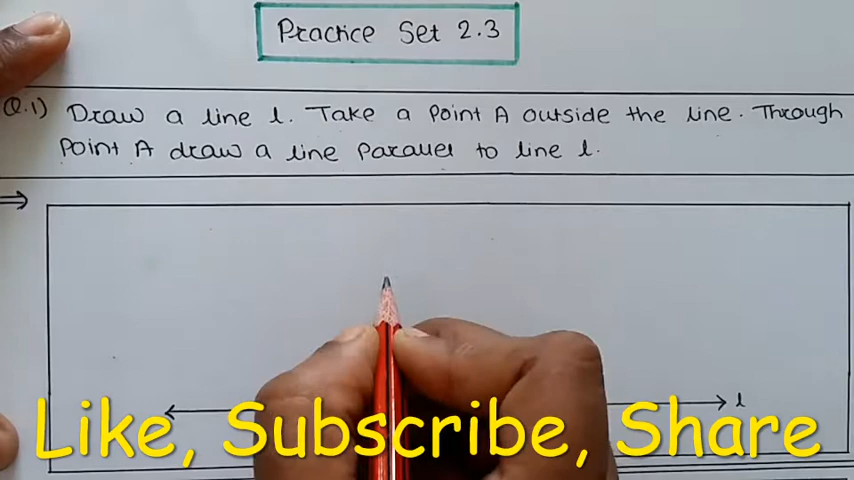 Practice Set 2.3
Q.1) Draw a line l. Take a point A outside the line. Through
point A draw a line parallel to line l.
⇒
l
Like, Subscribe, Share